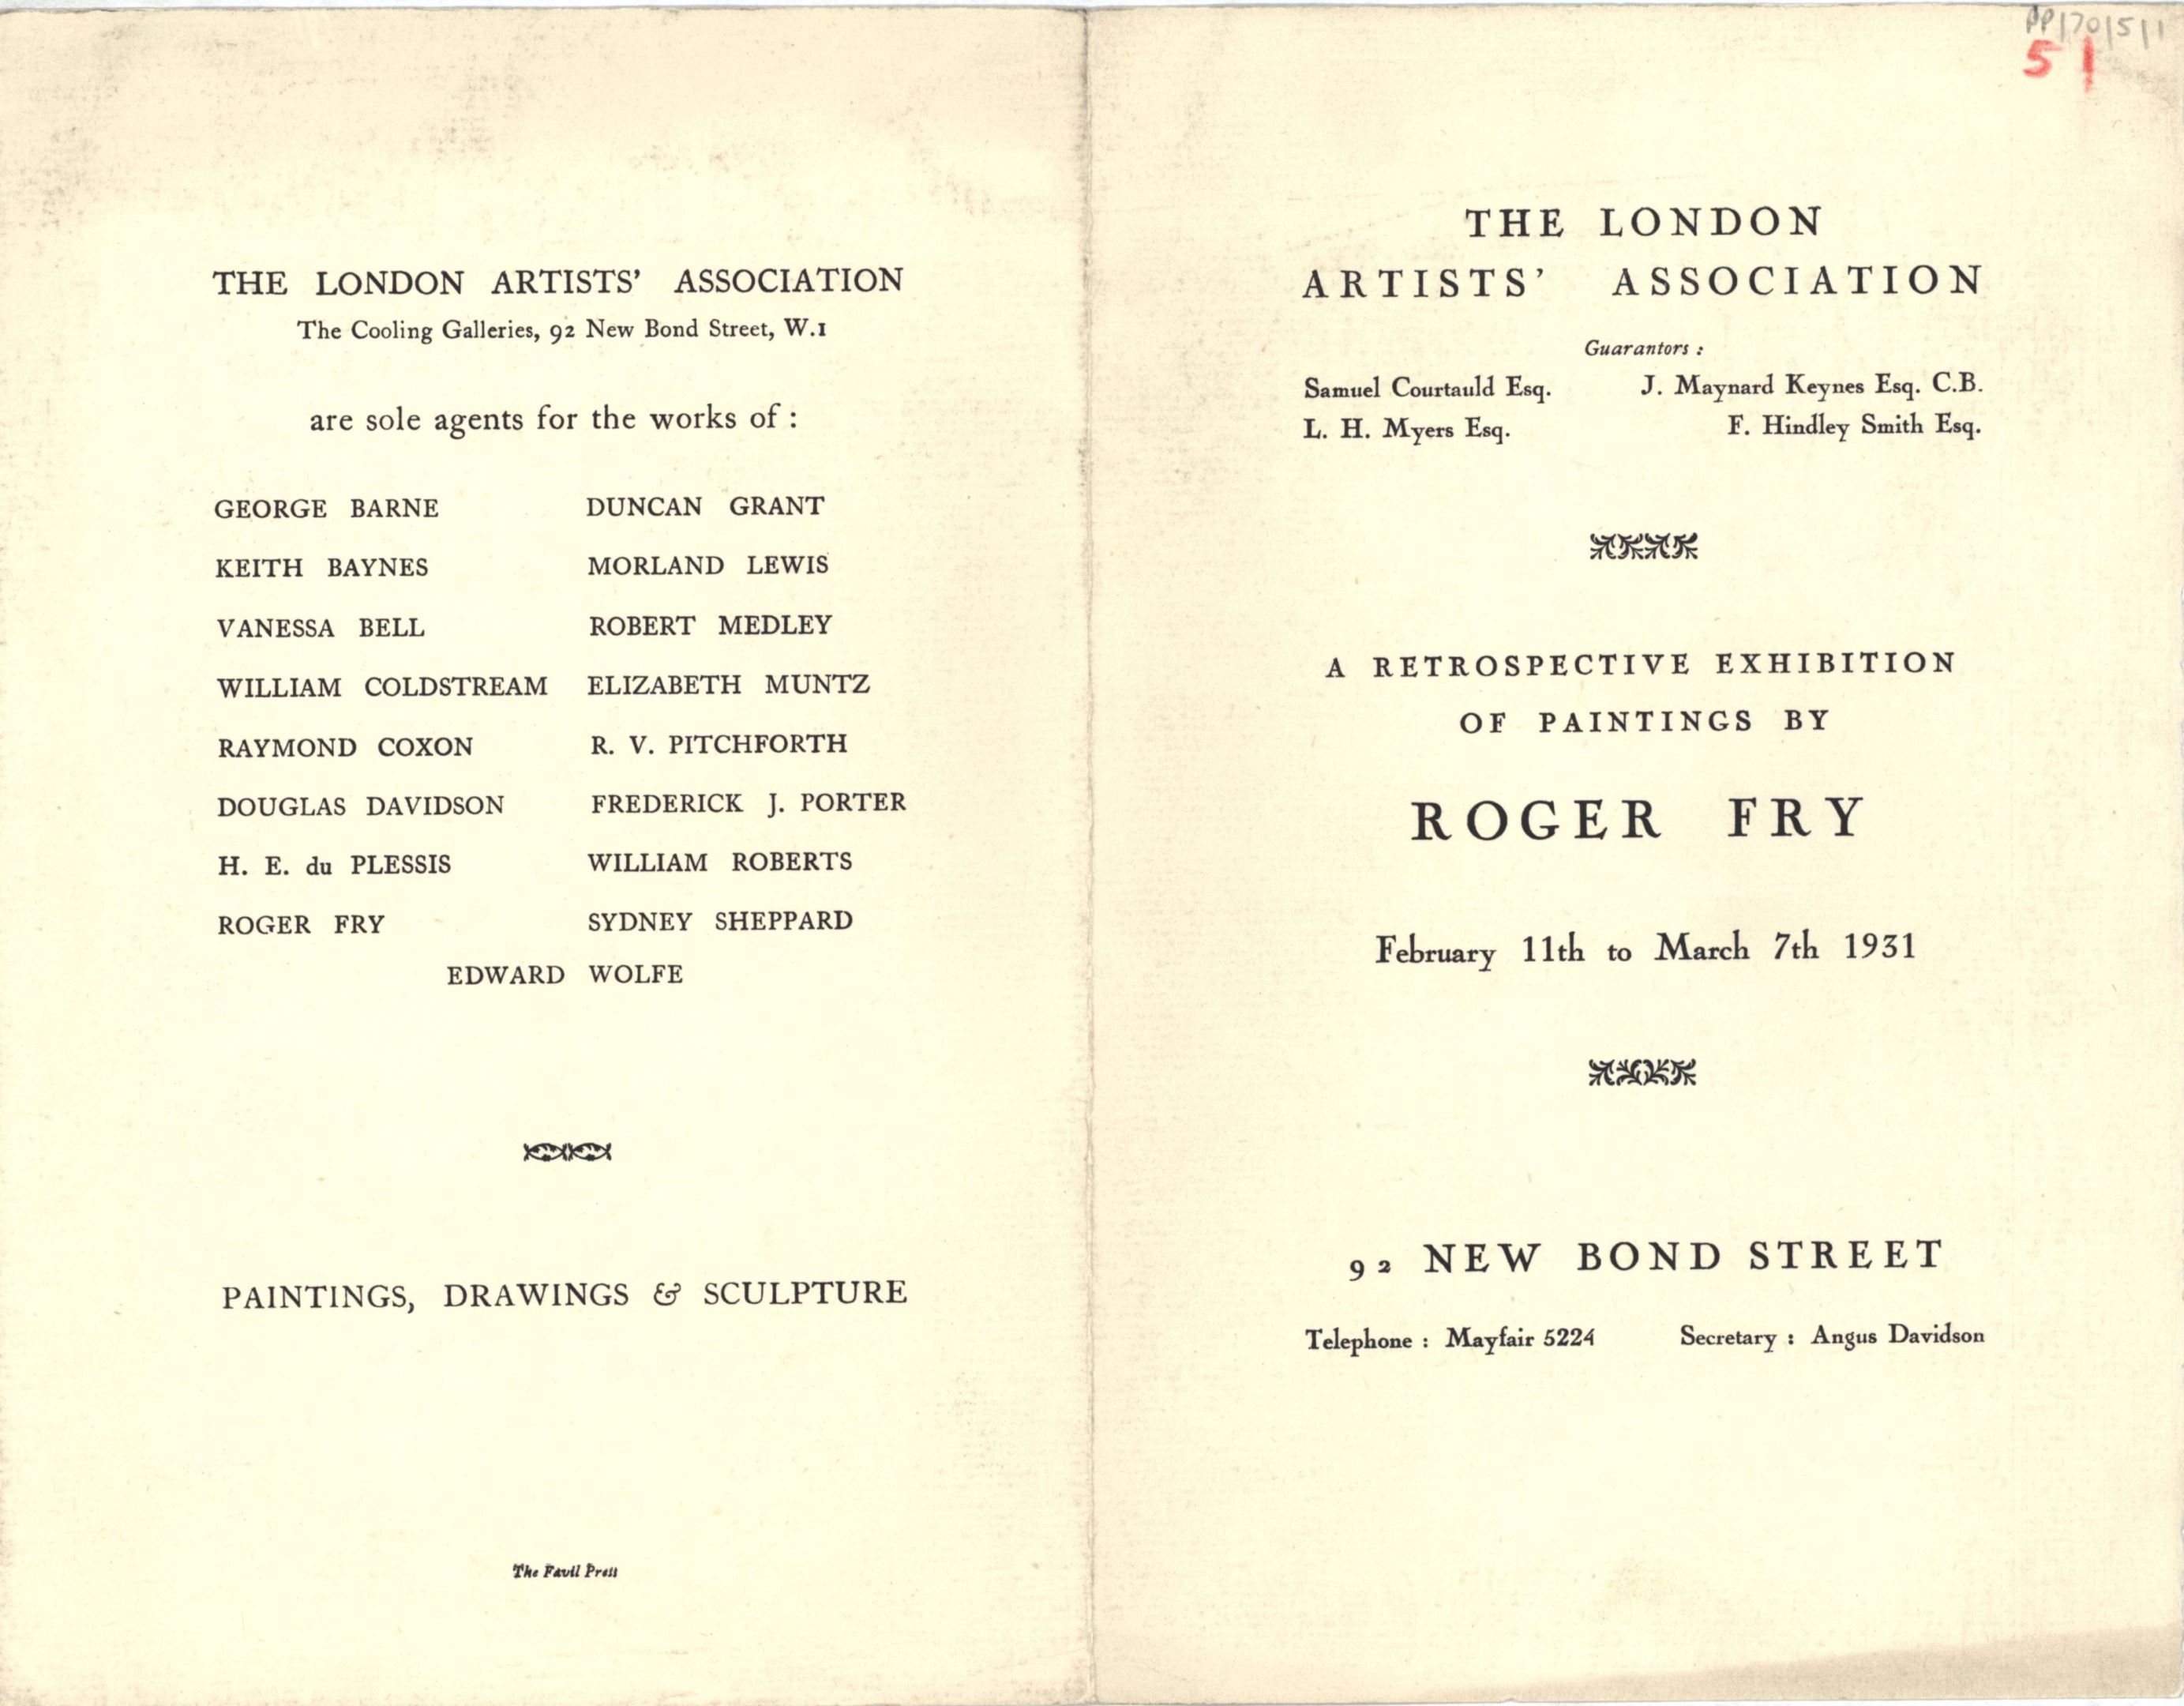 THE LONDON ARTISTS' ASSOCIATION
The Cooling Galleries, 92 New Bond Street, W.1
are sole agents for the works of :
GEORGE BARNE DUNCAN GRANT
KEITH BAYNES MORLAND LEWIS
VANESSA BELL ROBERT MEDLEY
WILLIAM COLDSTREAM ELIZABETH MUNTZ
RAYMOND COXON R. V. PITCHFORTH
DOUGLAS DAVIDSON FREDERICK J. PORTER
H. E. du PLESSIS WILLIAM ROBERTS
ROGER FRY SYDNEY SHEPPARD
EDWARD WOLFE
PAINTINGS, DRAWINGS & SCULPTURE
The Favil Press
PP/70/5/1
51
THE LONDON
ARTISTS' ASSOCIATION
Guarantors :
Samuel Courtauld Esq. J. Maynard Keynes Esq. C.B.
L. H. Myers Esq. F. Hindley Smith Esq.
A RETROSPECTIVE EXHIBITION
OF PAINTINGS BY
ROGER FRY
February 11th to March 7th 1931
92 NEW BOND STREET
Telephone : Mayfair 5224 Secretary : Angus Davidson